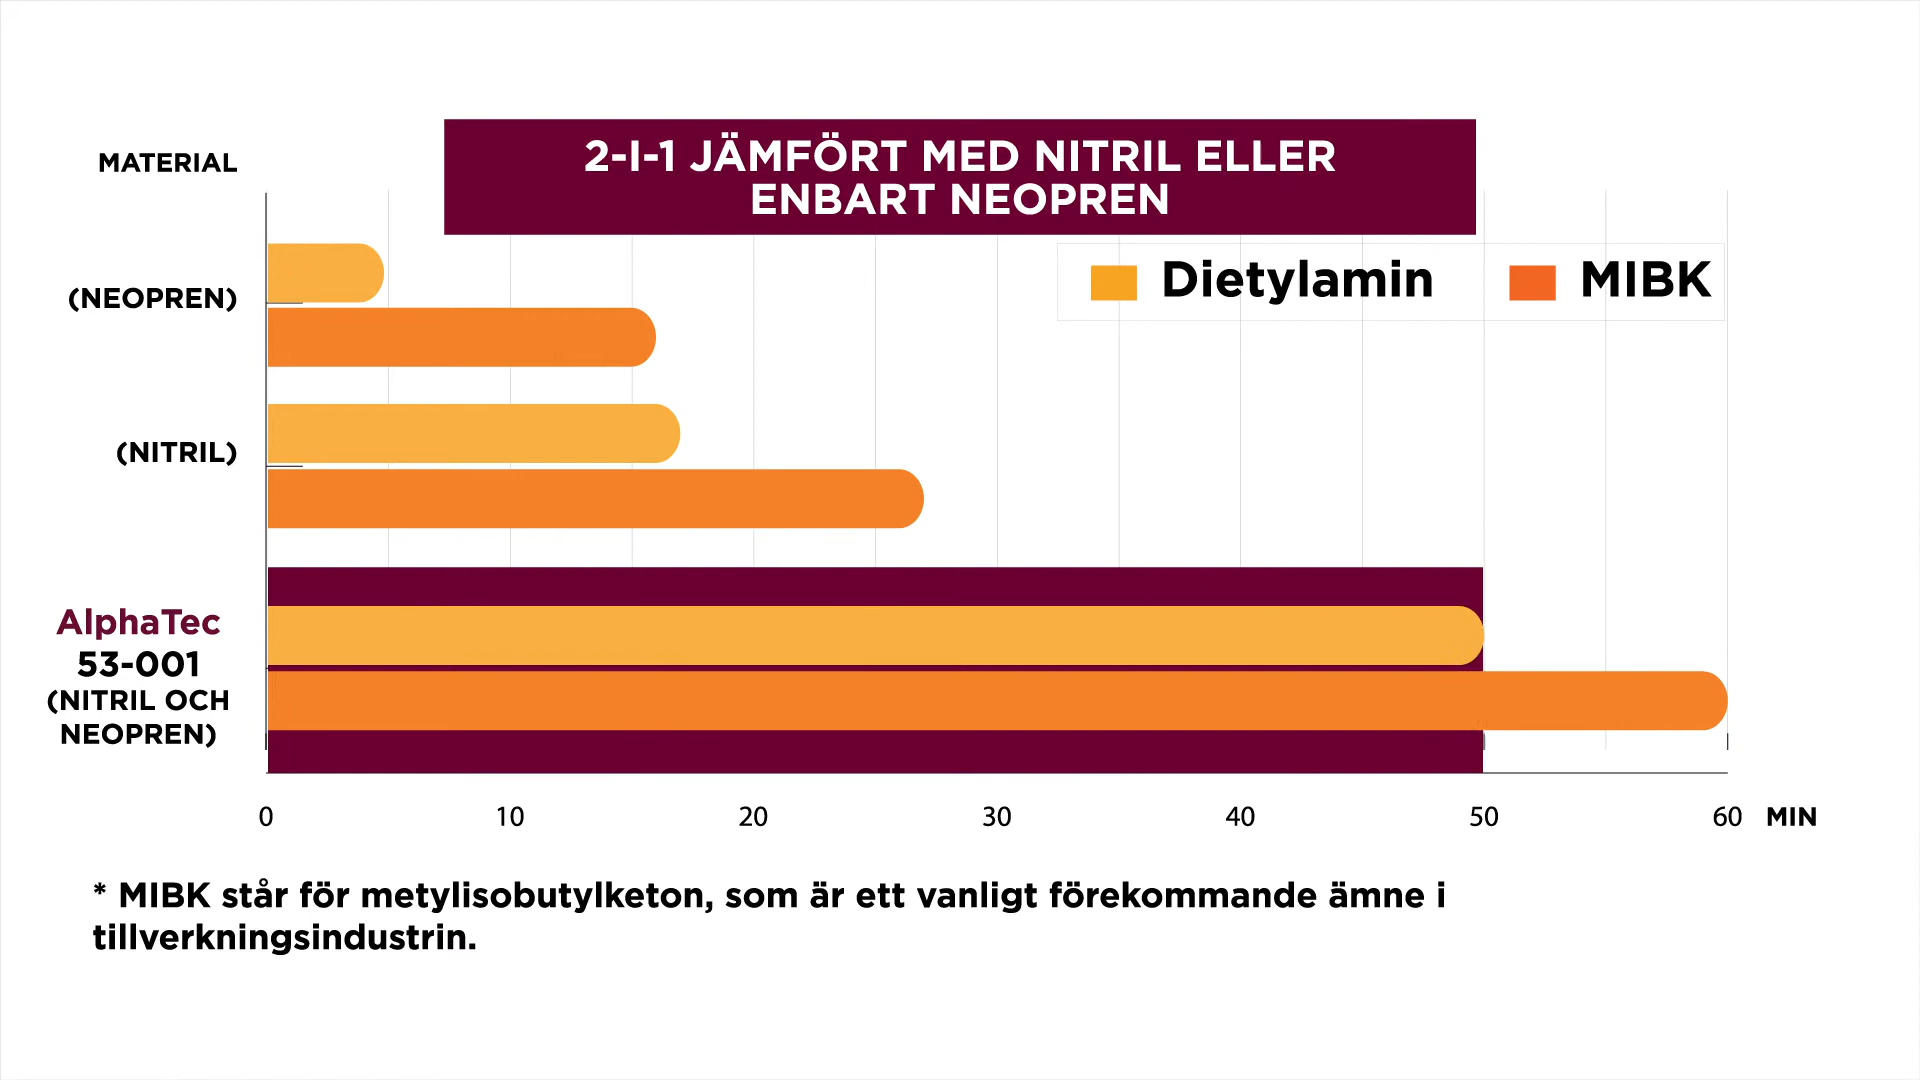 MATERIAL
2-I-1 JÄMFÖRT MED NITRIL ELLER
ENBART NEOPREN
Dietylamin
MIBK
(NEOPREN)
(NITRIL)
AlphaTec
53-001
(NITRIL OCH
NEOPREN)
0 10 20 30 40 50 60 MIN
* MIBK står för metylisobutylketon, som är ett vanligt förekommande ämne i
tillverkningsindustrin.